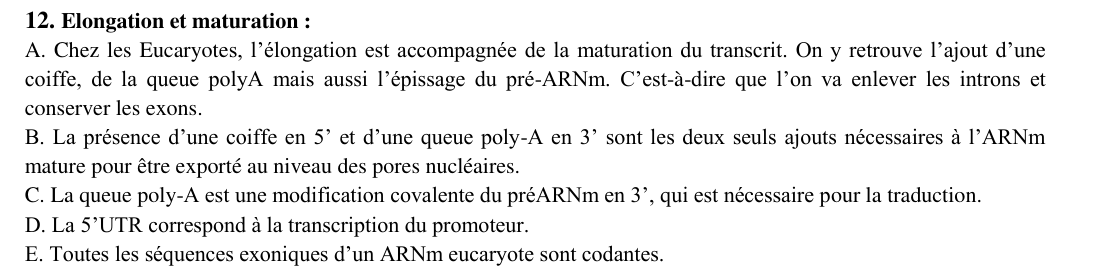 12. Elongation et maturation :
A. Chez les Eucaryotes, l’élongation est accompagnée de la maturation du transcrit. On y retrouve l’ajout d’une
coiffe, de la queue polyA mais aussi l’épissage du pré-ARNm. C’est-à-dire que l’on va enlever les introns et
conserver les exons.
B. La présence d’une coiffe en 5’ et d’une queue poly-A en 3’ sont les deux seuls ajouts nécessaires à l’ARNm
mature pour être exporté au niveau des pores nucléaires.
C. La queue poly-A est une modification covalente du préARNm en 3’, qui est nécessaire pour la traduction.
D. La 5’UTR correspond à la transcription du promoteur.
E. Toutes les séquences exoniques d’un ARNm eucaryote sont codantes.